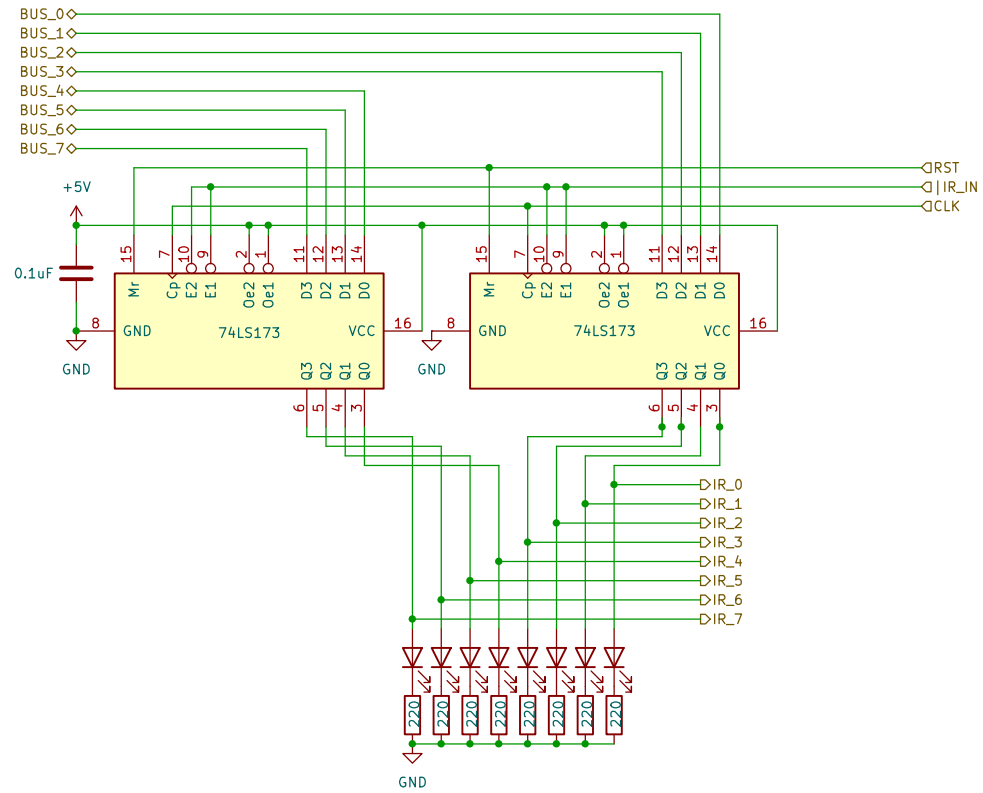 BUS_0
BUS_1
BUS_2
BUS_3
BUS_4
BUS_5
BUS_6
BUS_7
RST
|IR_IN
CLK
+5V
0.1uF
15 7 10 9 2 1 11 12 13 14
15 7 10 9 2 1 11 12 13 14
Mr Cp E2 E1 Oe2 Oe1 D3 D2 D1 D0
Mr Cp E2 E1 Oe2 Oe1 D3 D2 D1 D0
8 GND 74LS173 VCC 16
8 GND 74LS173 VCC 16
GND
GND
Q3 Q2 Q1 Q0
Q3 Q2 Q1 Q0
6 5 4 3
6 5 4 3
IR_0
IR_1
IR_2
IR_3
IR_4
IR_5
IR_6
IR_7
220 220 220 220 220 220 220 220
GND